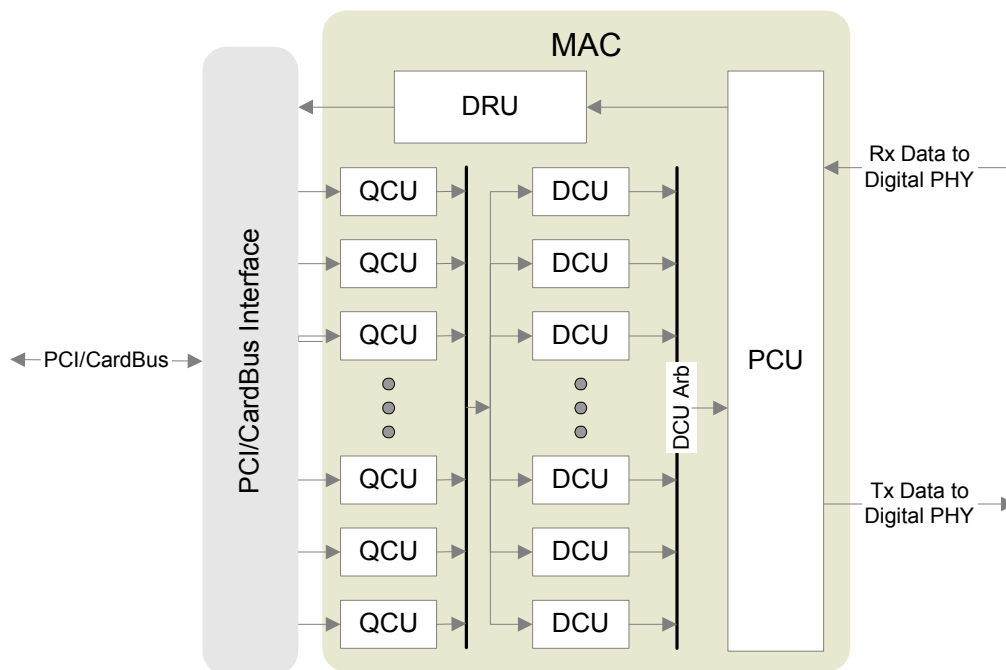 MAC
DRU
Rx Data to
Digital PHY
QCU
DCU
QCU
DCU
QCU
DCU
PCI/CardBus
PCI/CardBus Interface
DCU Arb
PCU
QCU
DCU
Tx Data to
Digital PHY
QCU
DCU
QCU
DCU